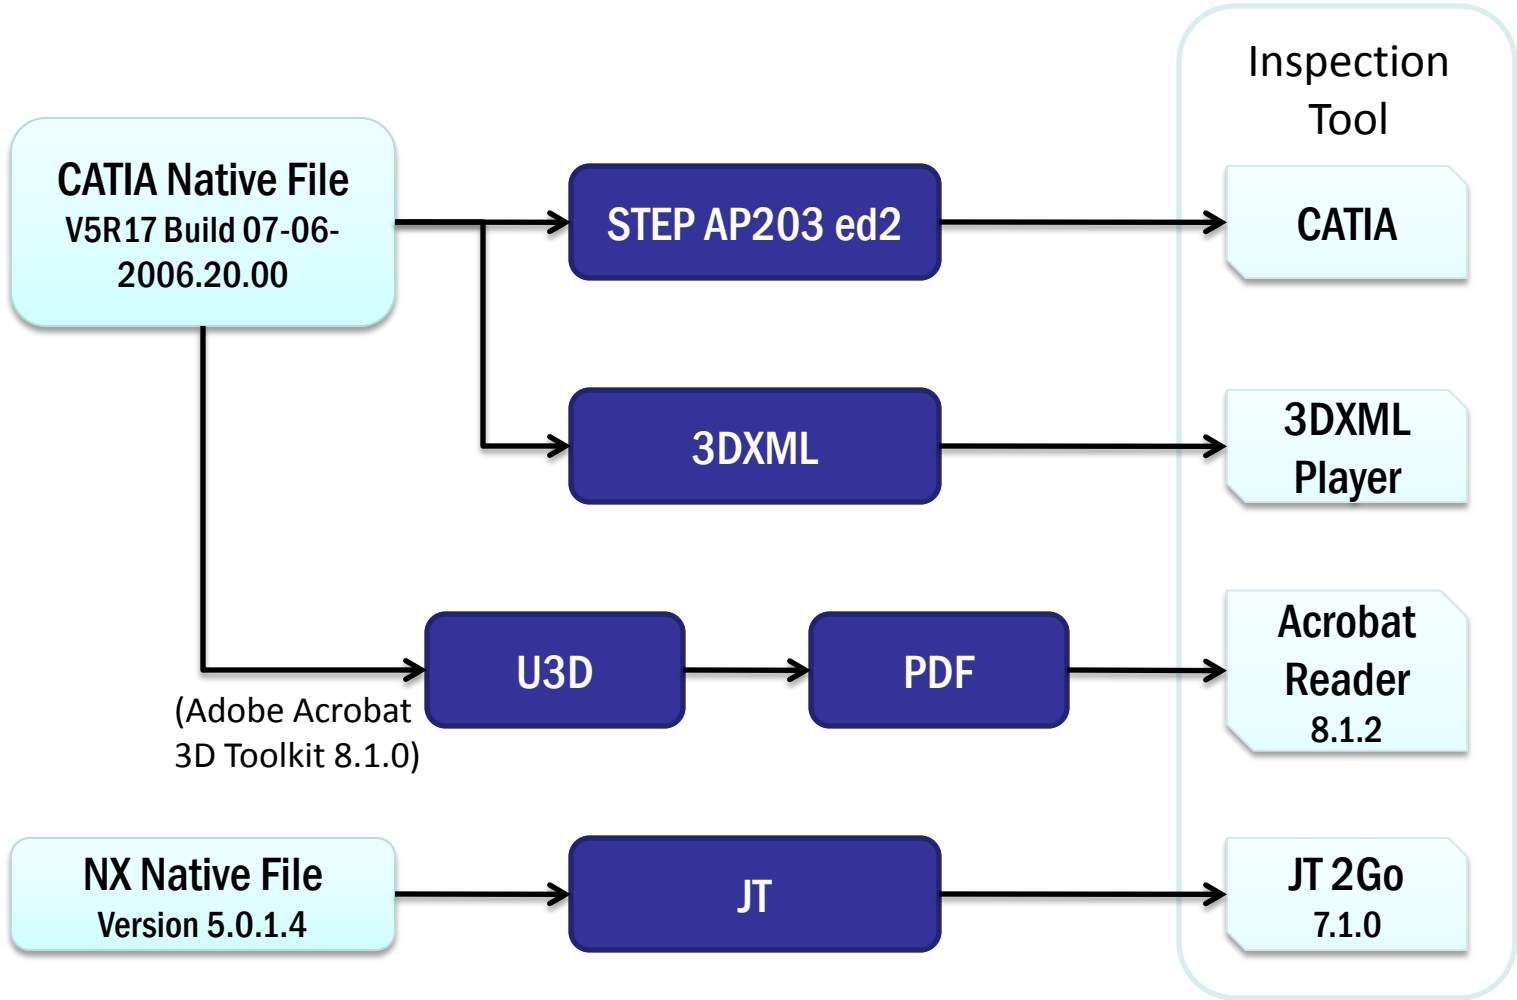 Inspection
Tool
CATIA Native File
V5R17 Build 07-06-
2006.20.00
STEP AP203 ed2
CATIA
3DXML
3DXML
Player
U3D
PDF
Acrobat
Reader
8.1.2
(Adobe Acrobat
3D Toolkit 8.1.0)
NX Native File
Version 5.0.1.4
JT
JT 2Go
7.1.0